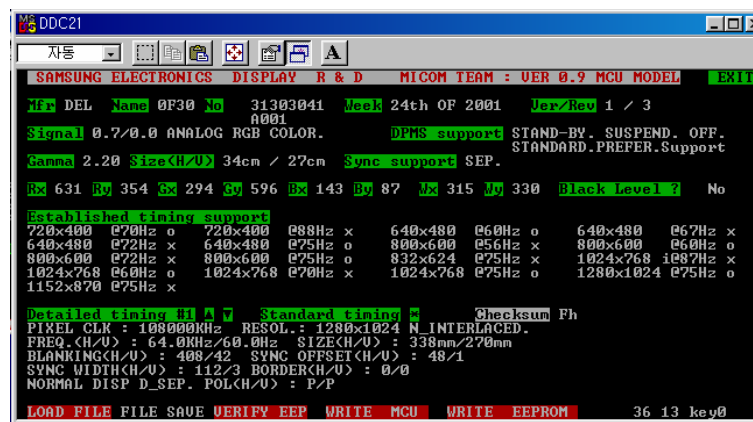 DDC21
자동
A
SAMSUNG ELECTRONICS DISPLAY R & D MICOM TEAM : VER 0.9 MCU MODEL EXIT
Mfr DEL Name 0F30 No 31303041 Week 24th OF 2001 Ver/Rev 1 / 3
A001
Signal 0.7/0.0 ANALOG RGB COLOR. DPMS support STAND-BY. SUSPEND. OFF.
STANDARD.PREFER.Support
Gamma 2.20 Size(H/V) 34cm / 27cm Sync support SEP.
Rx 631 Ry 354 Gx 294 Gy 596 Bx 143 By 87 Wx 315 Wy 330 Black Level ? No
Established timing support
720x400 @70Hz o 720x400 @88Hz x 640x480 @60Hz o 640x480 @67Hz x
640x480 @72Hz x 640x480 @75Hz o 800x600 @56Hz x 800x600 @60Hz o
800x600 @72Hz x 800x600 @75Hz o 832x624 @75Hz x 1024x768 i@87Hz x
1024x768 @60Hz o 1024x768 @70Hz x 1024x768 @75Hz o 1280x1024 @75Hz o
1152x870 @75Hz x
Detailed timing #1 ▲ ▼ Standard timing * Checksum Fh
PIXEL CLK : 108000KHz RESOL.: 1280x1024 N_INTERLACED.
FREQ.(H/V) : 64.0KHz/60.0Hz SIZE(H/V) : 338mm/270mm
BLANKING(H/V) : 408/42 SYNC OFFSET(H/V) : 48/1
SYNC WIDTH(H/V) : 112/3 BORDER(H/V) : 0/0
NORMAL DISP D_SEP. POL(H/V) : P/P
LOAD FILE FILE SAVE VERIFY EEP WRITE MCU WRITE EEPROM 36 13 key0